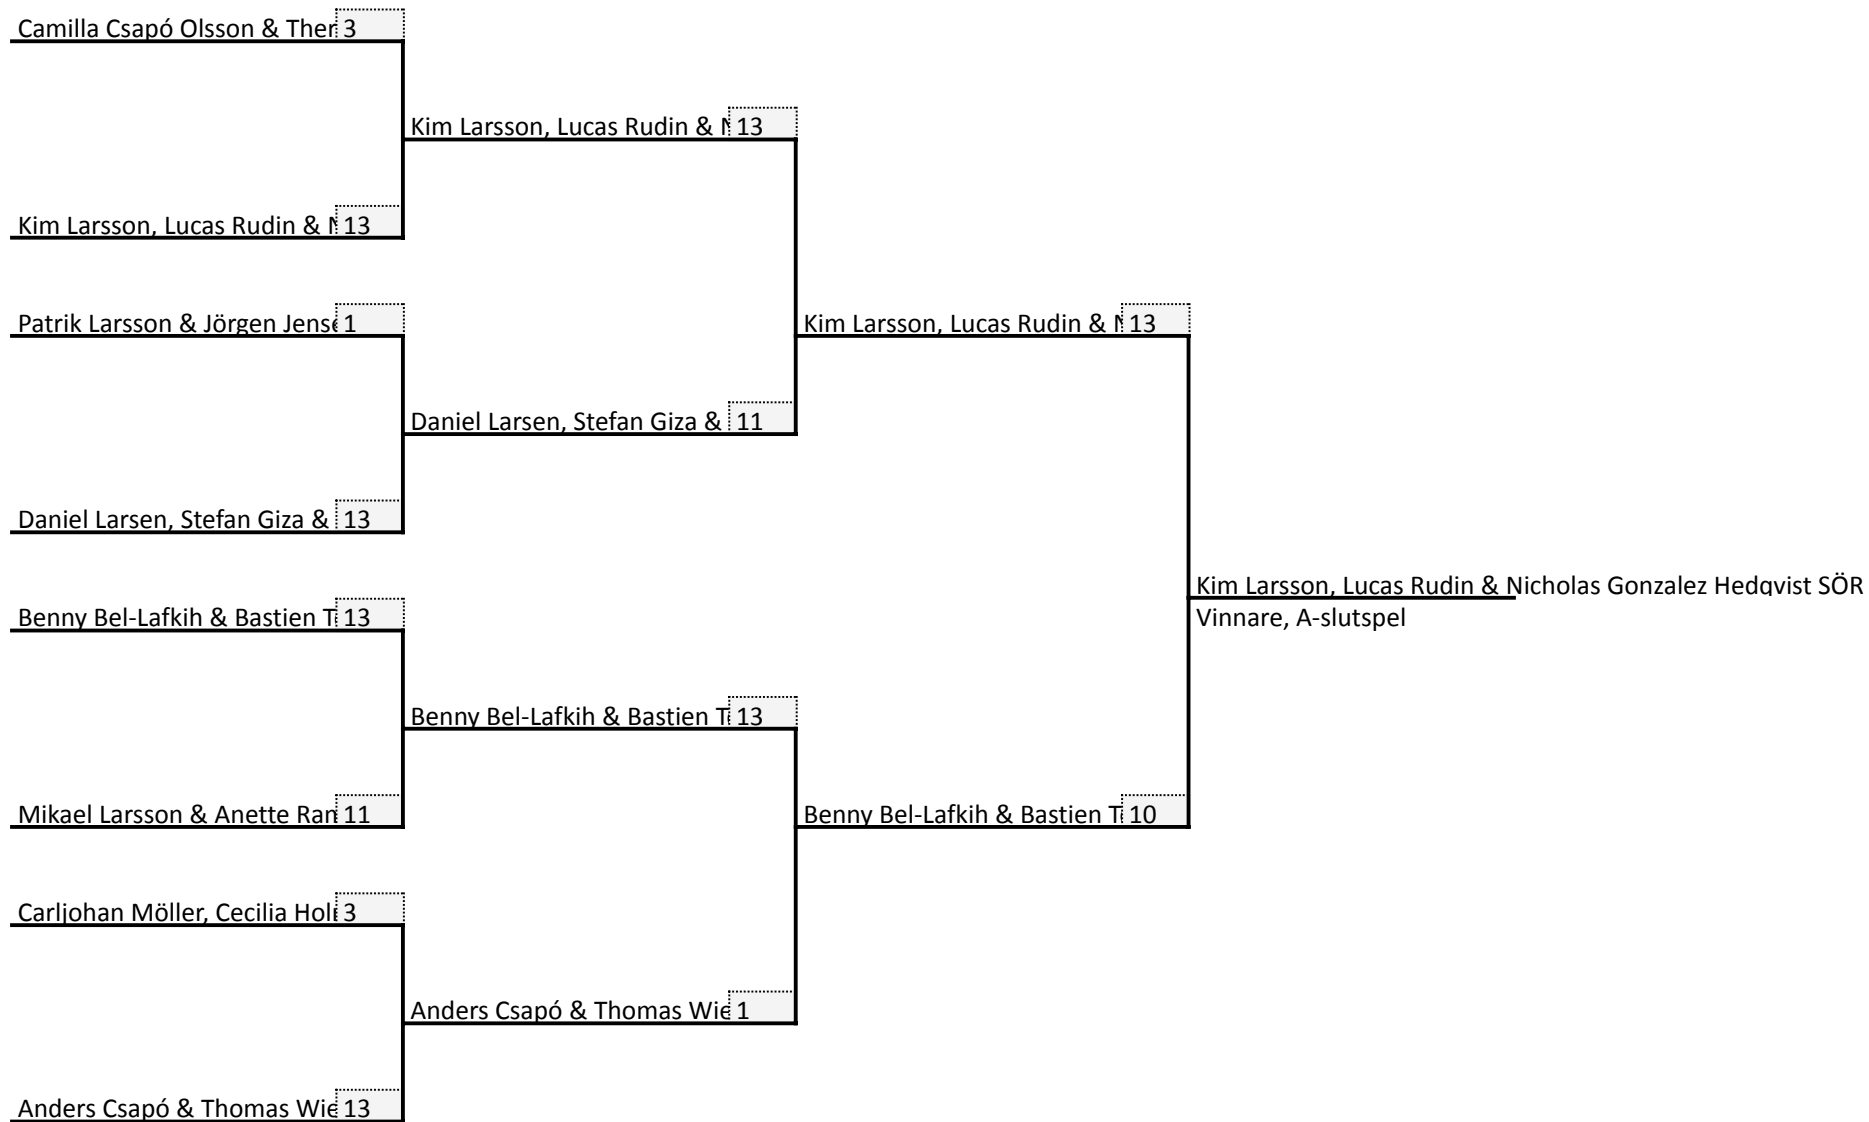 Camilla Csapó Olsson & Ther 3
Kim Larsson, Lucas Rudin & N 13
Kim Larsson, Lucas Rudin & N 13
Patrik Larsson & Jörgen Jense 1
Kim Larsson, Lucas Rudin & N 13
Daniel Larsen, Stefan Giza & 11
Daniel Larsen, Stefan Giza & 13
Kim Larsson, Lucas Rudin & Nicholas Gonzalez Hedqvist SÖR
Vinnare, A-slutspel
Benny Bel-Lafkih & Bastien T 13
Benny Bel-Lafkih & Bastien T 13
Mikael Larsson & Anette Ram 11
Benny Bel-Lafkih & Bastien T 10
Carljohan Möller, Cecilia Hol 3
Anders Csapó & Thomas Wie 1
Anders Csapó & Thomas Wie 13